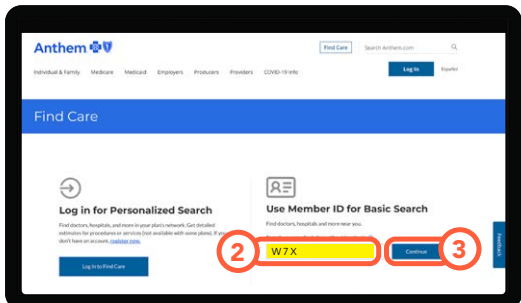 Anthem
Find Care
Search Anthem.com
Individual & Family Medicare Medicaid Employers Producers Providers COVID-19 Info
Log In
Español
Find Care
Log in for Personalized Search
Find doctors, hospitals, and more in your plan's network. Get detailed
estimates for procedures or services (not available with some plans). If you
don't have an account, register now.
Log In to Find Care
Use Member ID for Basic Search
Find doctors, hospitals and more near you.
2
W7X
Continue
3
Feedback